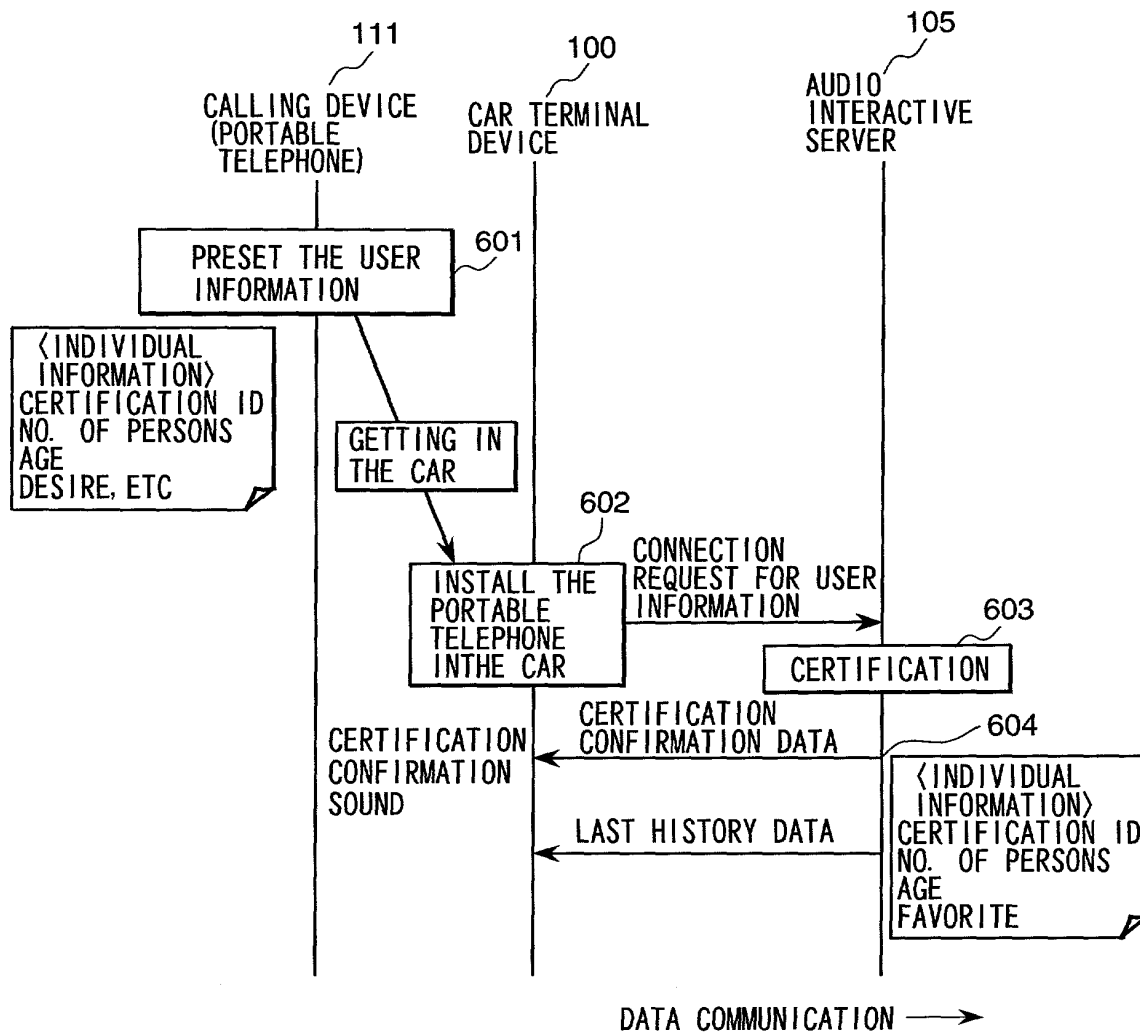 111
CALLING DEVICE
(PORTABLE
TELEPHONE)
100
CAR TERMINAL
DEVICE
105
AUDIO
INTERACTIVE
SERVER
PRESET THE USER
INFORMATION
601
<INDIVIDUAL
INFORMATION>
CERTIFICATION ID
NO. OF PERSONS
AGE
DESIRE, ETC
GETTING IN
THE CAR
602
INSTALL THE
PORTABLE
TELEPHONE
INTHE CAR
CONNECTION
REQUEST FOR USER
INFORMATION
603
CERTIFICATION
CERTIFICATION
CONFIRMATION DATA
604
CERTIFICATION
CONFIRMATION
SOUND
LAST HISTORY DATA
<INDIVIDUAL
INFORMATION>
CERTIFICATION ID
NO. OF PERSONS
AGE
FAVORITE
DATA COMMUNICATION